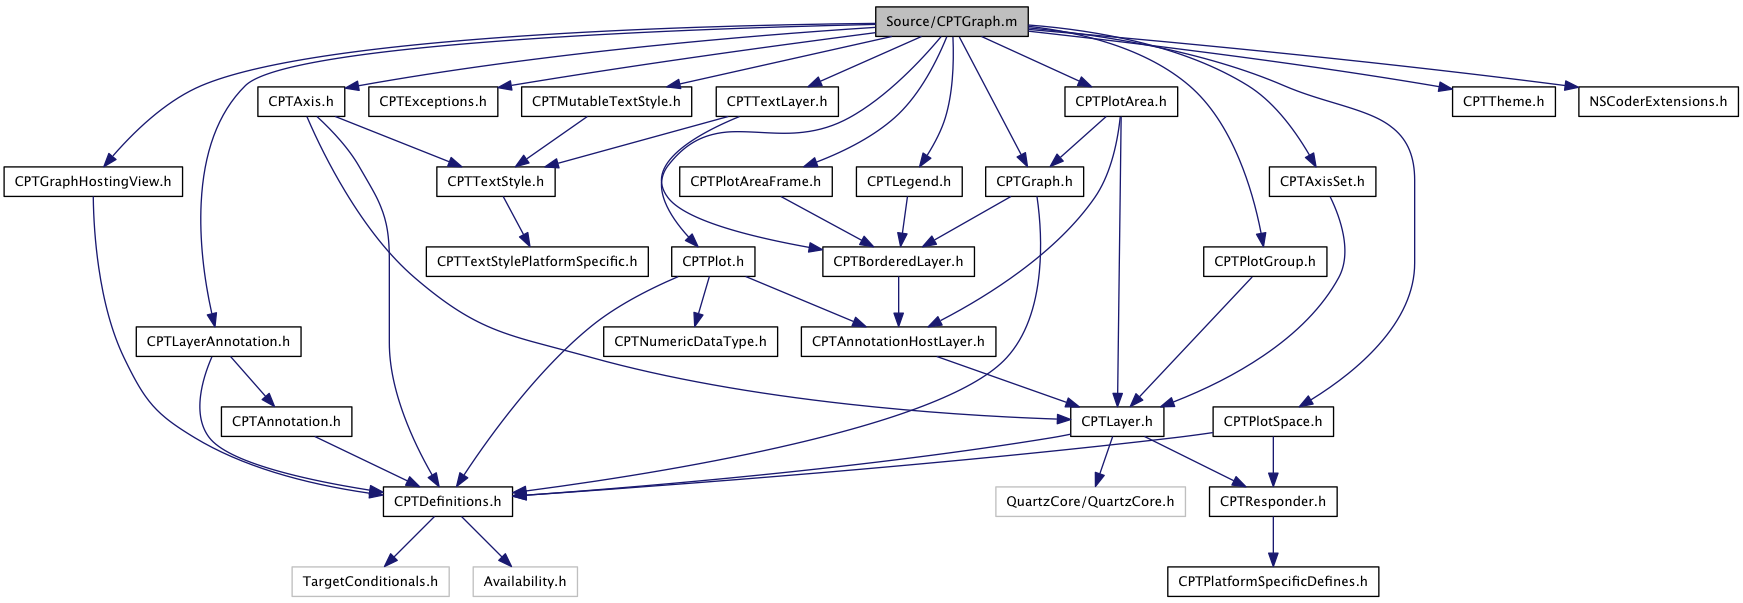 Source/CPTGraph.m
CPTAxis.h
CPTExceptions.h
CPTMutableTextStyle.h
CPTTextLayer.h
CPTPlotArea.h
CPTTheme.h
NSCoderExtensions.h
CPTGraphHostingView.h
CPTTextStyle.h
CPTPlotAreaFrame.h
CPTLegend.h
CPTGraph.h
CPTAxisSet.h
CPTTextStylePlatformSpecific.h
CPTPlot.h
CPTBorderedLayer.h
CPTPlotGroup.h
CPTLayerAnnotation.h
CPTNumericDataType.h
CPTAnnotationHostLayer.h
CPTAnnotation.h
CPTLayer.h
CPTPlotSpace.h
CPTDefinitions.h
QuartzCore/QuartzCore.h
CPTResponder.h
TargetConditionals.h
Availability.h
CPTPlatformSpecificDefines.h